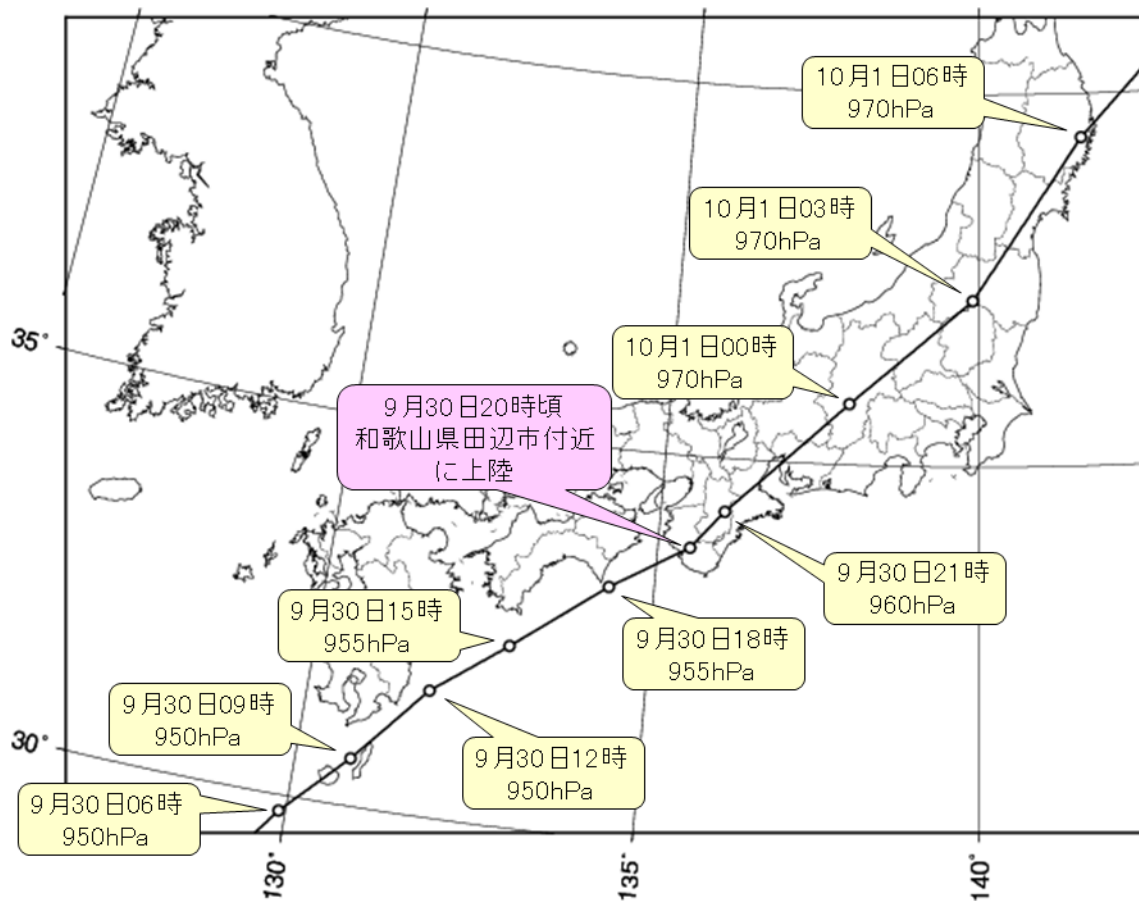 10月1日06時
970hPa
10月1日03時
970hPa
10月1日00時
970hPa
9月30日20時頃
和歌山県田辺市付近
に上陸
9月30日21時
960hPa
9月30日15時
955hPa
9月30日18時
955hPa
9月30日09時
950hPa
9月30日12時
950hPa
9月30日06時
950hPa
35°
30°
130°
135°
140°